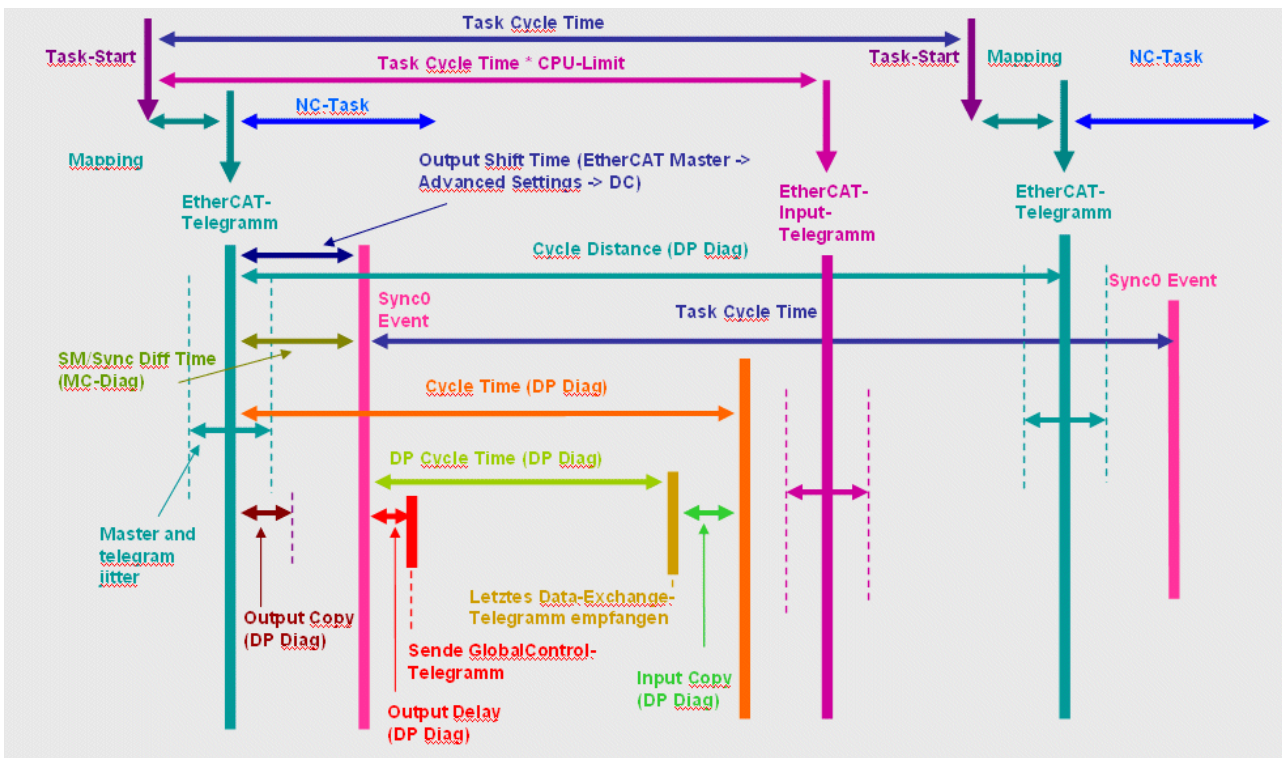 Task Cycle Time
Task-Start
Task Cycle Time * CPU-Limit
Task-Start
Mapping
NC-Task
NC-Task
Mapping
Output Shift Time (EtherCAT Master ->
Advanced Settings -> DC)
EtherCAT-
Telegramm
EtherCAT-
Input-
Telegramm
EtherCAT-
Telegramm
Cycle Distance (DP Diag)
Sync0 Event
Sync0
Event
Task Cycle Time
SM/Sync Diff Time
(MC-Diag)
Cycle Time (DP Diag)
DP Cycle Time (DP Diag)
Master and
telegram
jitter
Letztes Data-Exchange-
Telegramm empfangen
Output Copy
(DP Diag)
Sende GlobalControl-
Telegramm
Input Copy
(DP Diag)
Output Delay
(DP Diag)